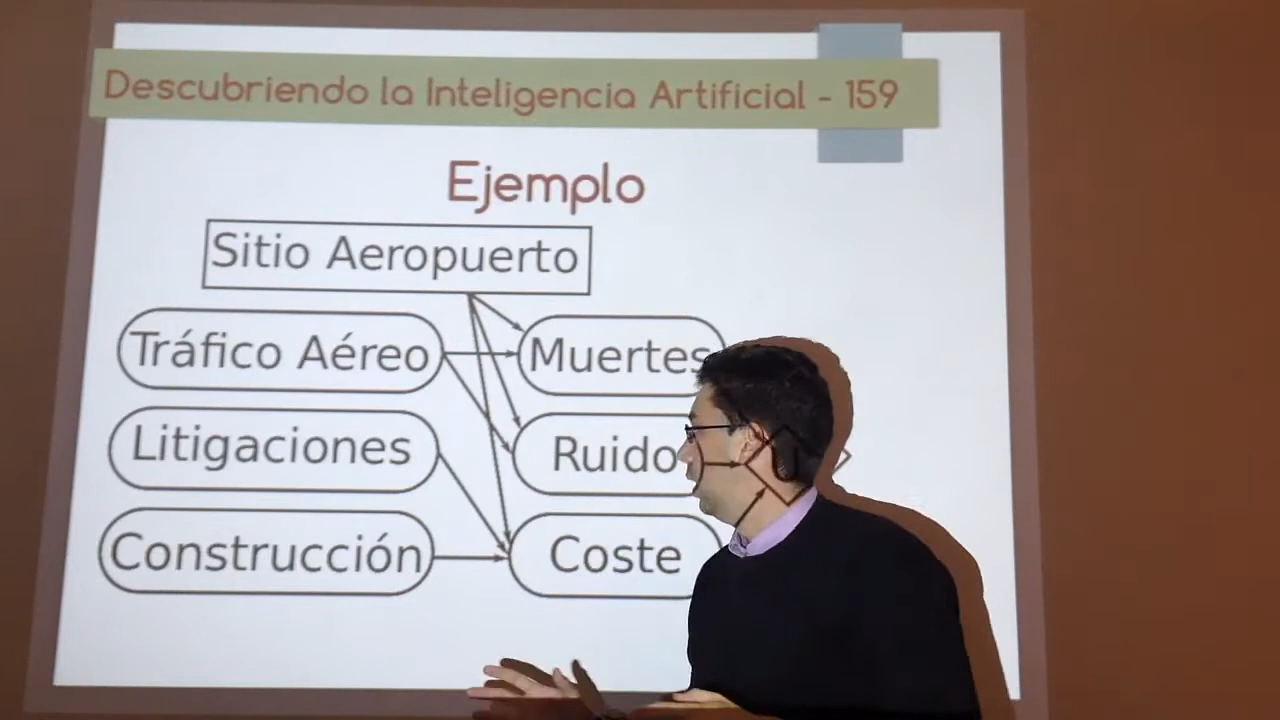 Descubriendo la Inteligencia Artificial - 159
Ejemplo
Sitio Aeropuerto
Tráfico Aéreo
Muertes
Litigaciones
Ruido
Construcción
Coste